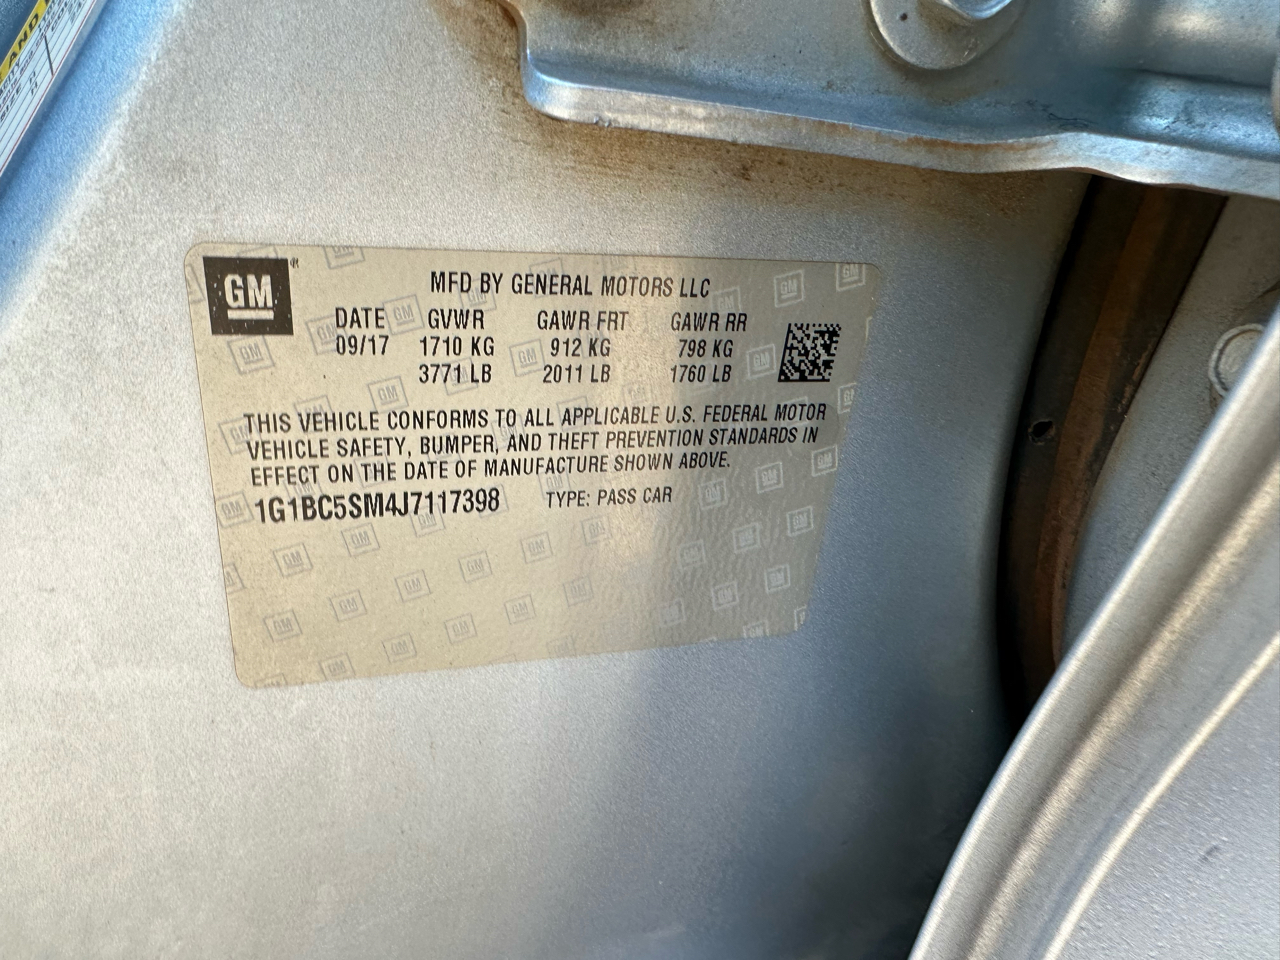 AND
GM
MFD BY GENERAL MOTORS LLC
DATE GVWR GAWR FRT GAWR RR
09/17 1710 KG 912 KG 798 KG
3771 LB 2011 LB 1760 LB
THIS VEHICLE CONFORMS TO ALL APPLICABLE U.S. FEDERAL MOTOR
VEHICLE SAFETY, BUMPER, AND THEFT PREVENTION STANDARDS IN
EFFECT ON THE DATE OF MANUFACTURE SHOWN ABOVE.
1G1BC5SM4J7117398 TYPE: PASS CAR